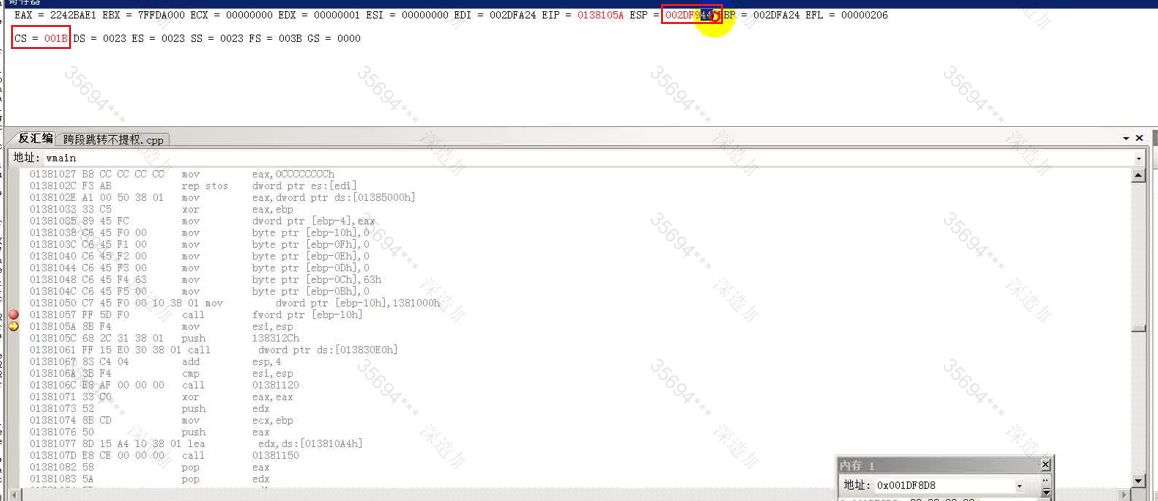 寄存器
EAX = 2242BAE1 EBX = 7FFDA000 ECX = 00000000 EDX = 00000001 ESI = 00000000 EDI = 002DFA24 EIP = 0138105A ESP = 002DF944 EBP = 002DFA24 EFL = 00000206
CS = 001B DS = 0023 ES = 0023 SS = 0023 FS = 003B GS = 0000
反汇编 跨段跳转不提权.cpp
地址: wmain
01381027 B8 CC CC CC CC mov eax,0CCCCCCCCh
0138102C F3 AB rep stos dword ptr es:[edi]
0138102E A1 00 50 38 01 mov eax,dword ptr ds:[01385000h]
01381033 33 C5 xor eax,ebp
01381035 89 45 FC mov dword ptr [ebp-4],eax
01381038 C6 45 F0 00 mov byte ptr [ebp-10h],0
0138103C C6 45 F1 00 mov byte ptr [ebp-0Fh],0
01381040 C6 45 F2 00 mov byte ptr [ebp-0Eh],0
01381044 C6 45 F3 00 mov byte ptr [ebp-0Dh],0
01381048 C6 45 F4 63 mov byte ptr [ebp-0Ch],63h
0138104C C6 45 F5 00 mov byte ptr [ebp-0Bh],0
01381050 C7 45 F0 00 10 38 01 mov dword ptr [ebp-10h],1381000h
01381057 FF 5D F0 call fword ptr [ebp-10h]
0138105A 8B F4 mov esi,esp
0138105C 68 2C 31 38 01 push 138312Ch
01381061 FF 15 E0 30 38 01 call dword ptr ds:[013830E0h]
01381067 83 C4 04 add esp,4
0138106A 3B F4 cmp esi,esp
0138106C E8 AF 00 00 00 call 01381120
01381071 33 C0 xor eax,eax
01381073 52 push edx
01381074 8B CD mov ecx,ebp
01381076 50 push eax
01381077 8D 15 A4 10 38 01 lea edx,ds:[013810A4h]
0138107D E8 CE 00 00 00 call 01381150
01381082 58 pop eax
01381083 5A pop edx
内存 1
地址: 0x001DF8D8
35694***
深造加